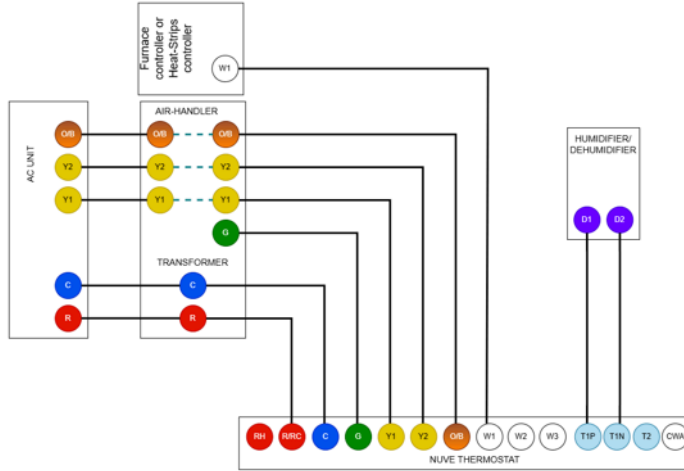 Furnace
controller or
Heat-Strips
controller
W1
AIR-HANDLER
AC UNIT
O/B O/B O/B
Y2 Y2 Y2
Y1 Y1 Y1
G
TRANSFORMER
C C
R R
HUMIDIFIER/
DEHUMIDIFIER
D1 D2
RH R/RC C G Y1 Y2 O/B W1 W2 W3 T1P T1N T2 CWA
NUVE THERMOSTAT